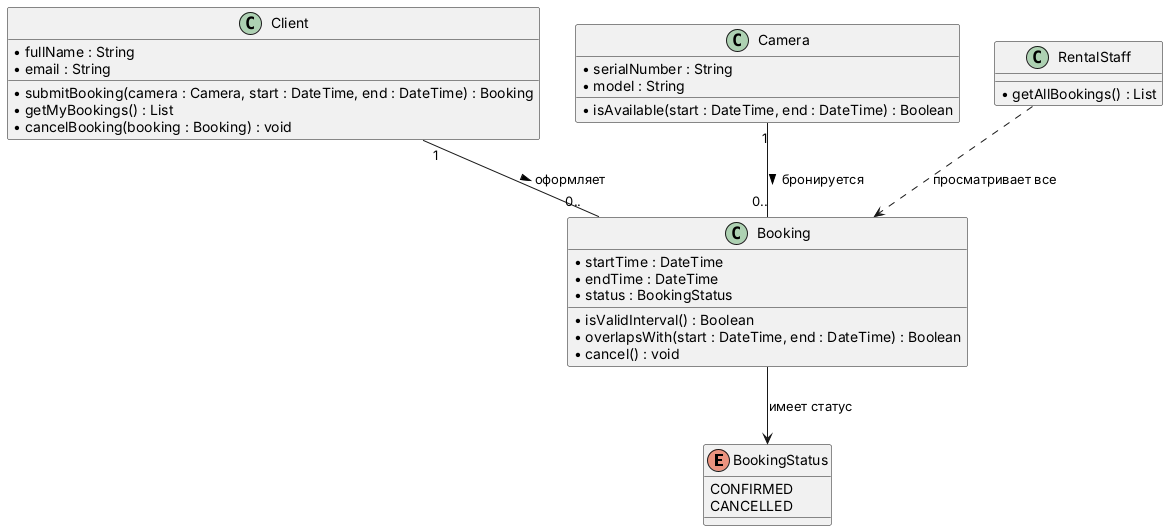 Client
• fullName : String
• email : String
• submitBooking(camera : Camera, start : DateTime, end : DateTime) : Booking
• getMyBookings() : List
• cancelBooking(booking : Booking) : void
Camera
• serialNumber : String
• model : String
• isAvailable(start : DateTime, end : DateTime) : Boolean
RentalStaff
• getAllBookings() : List
1
оформляет
0..
1
бронируется
0..
просматривает все
Booking
• startTime : DateTime
• endTime : DateTime
• status : BookingStatus
• isValidInterval() : Boolean
• overlapsWith(start : DateTime, end : DateTime) : Boolean
• cancel() : void
имеет статус
BookingStatus
CONFIRMED
CANCELLED